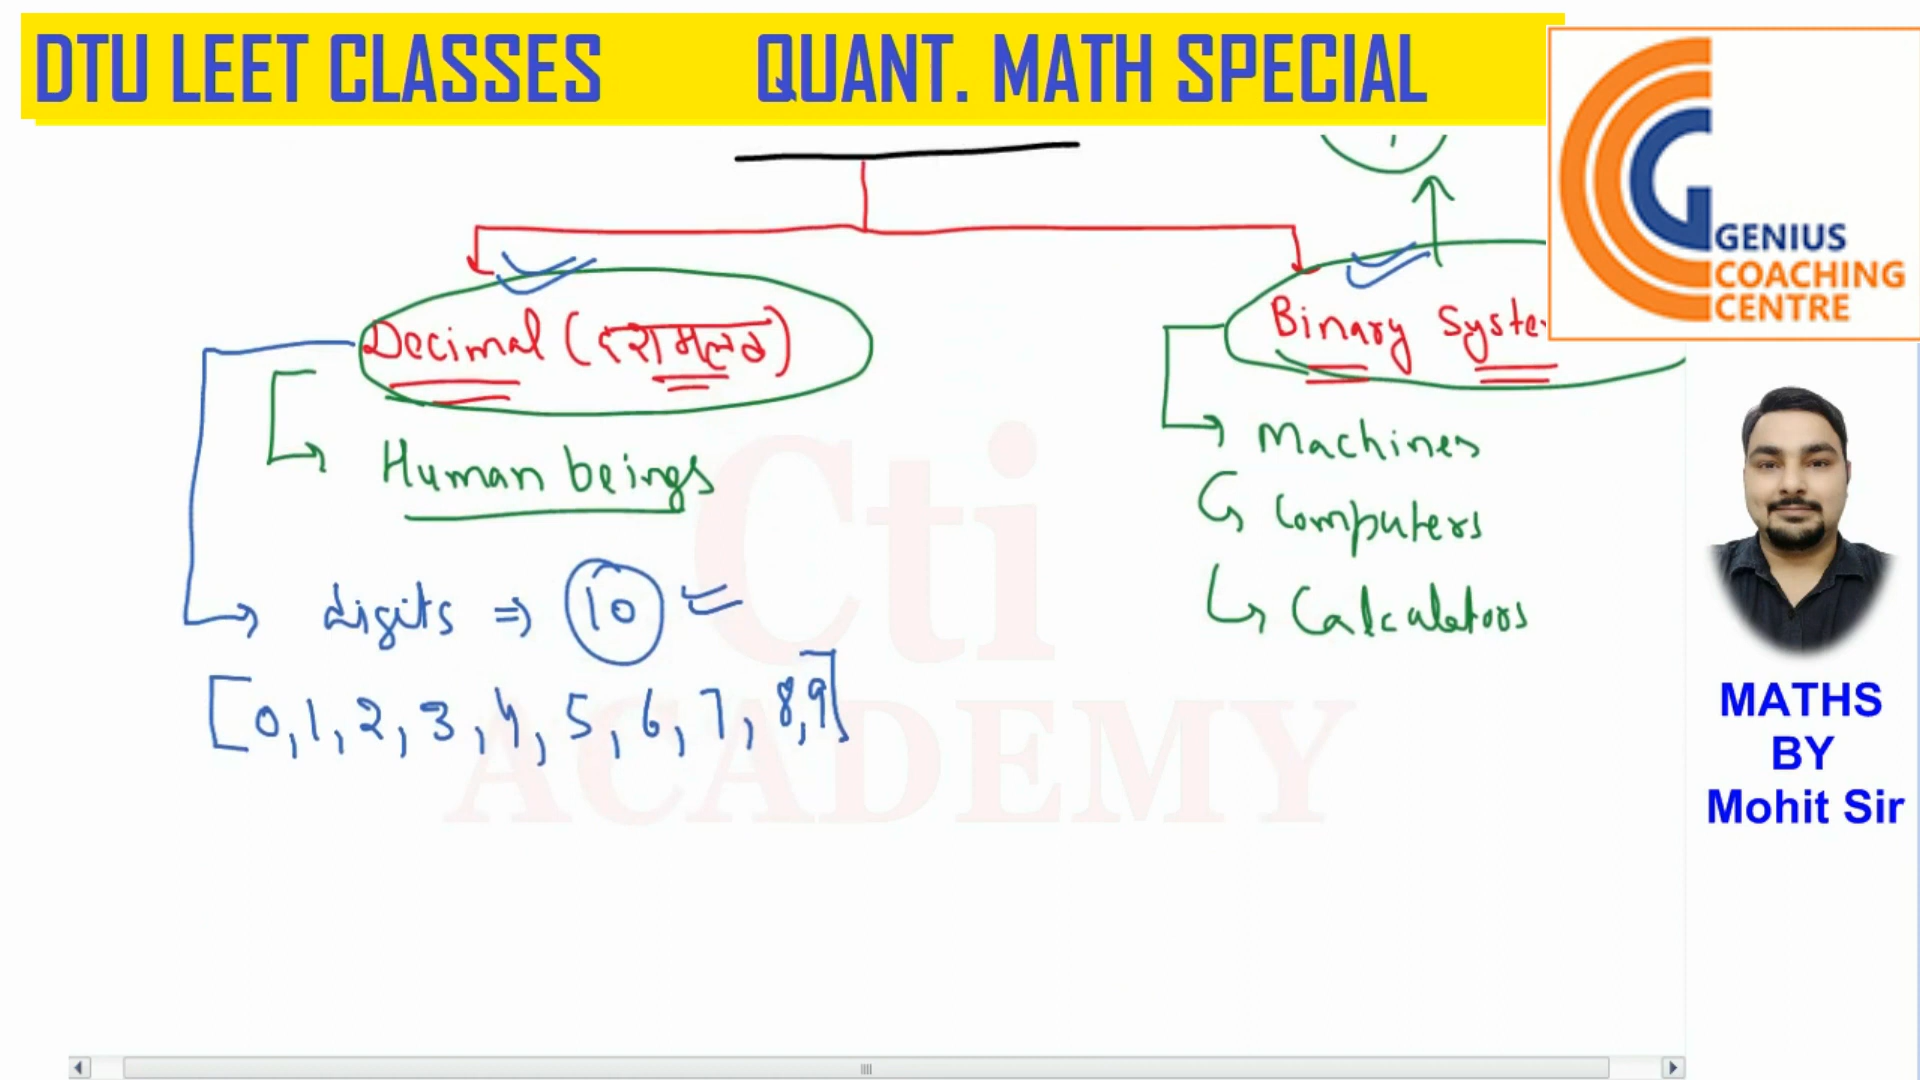 DTU LEET CLASSES QUANT. MATH SPECIAL
GENIUS
COACHING
CENTRE
Decimal (दशमलव)
Binary Syste
Human beings
Machines
Computers
Calculators
digits ⇒ 10
[0, 1, 2, 3, 4, 5, 6, 7, 8, 9]
Cti
ACADEMY
MATHS
BY
Mohit Sir